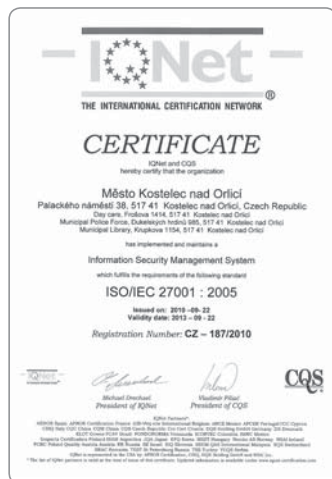 IQNet
®
THE INTERNATIONAL CERTIFICATION NETWORK
CERTIFICATE
IQNet and CQS
hereby certify that the organization
Město Kostelec nad Orlicí
Palackého náměstí 38, 517 41 Kostelec nad Orlicí, Czech Republic
Day care, Frošova 1414, 517 41 Kostelec nad Orlicí
Municipal Police Force, Dukelských hrdinů 985, 517 41 Kostelec nad Orlicí
Municipal Library, Krupkova 1154, 517 41 Kostelec nad Orlicí
has implemented and maintains a
Information Security Management System
which fulfills the requirements of the following standard
ISO/IEC 27001 : 2005
Issued on: 2010 -09- 22
Validity date: 2013 - 09 - 22
Registration Number: CZ – 187/2010
IQNet
CQS
Michael Drechsel
President of IQNet
President of CQS
IQNet Partners*: